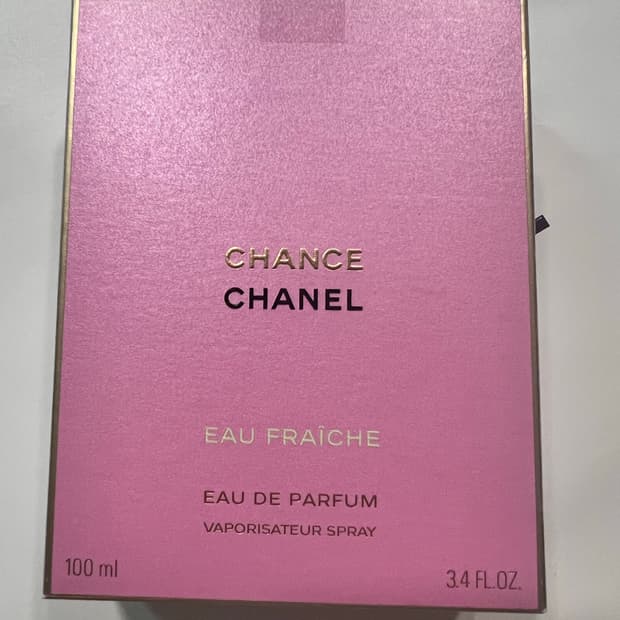 CHANCE
CHANEL
EAU FRAÎCHE
EAU DE PARFUM
VAPORISATEUR SPRAY
100 ml 3.4 FL.OZ.